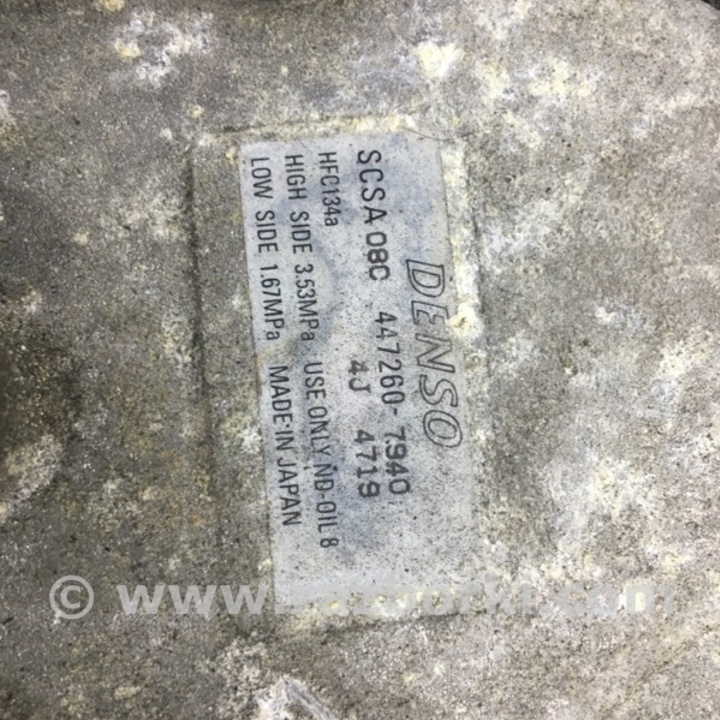 DENSO
SCSA 08C 447260-7940
4J 4719
HFC134a
HIGH SIDE 3.53MPa USE ONLY ND-OIL 8
LOW SIDE 1.67MPa MADE IN JAPAN